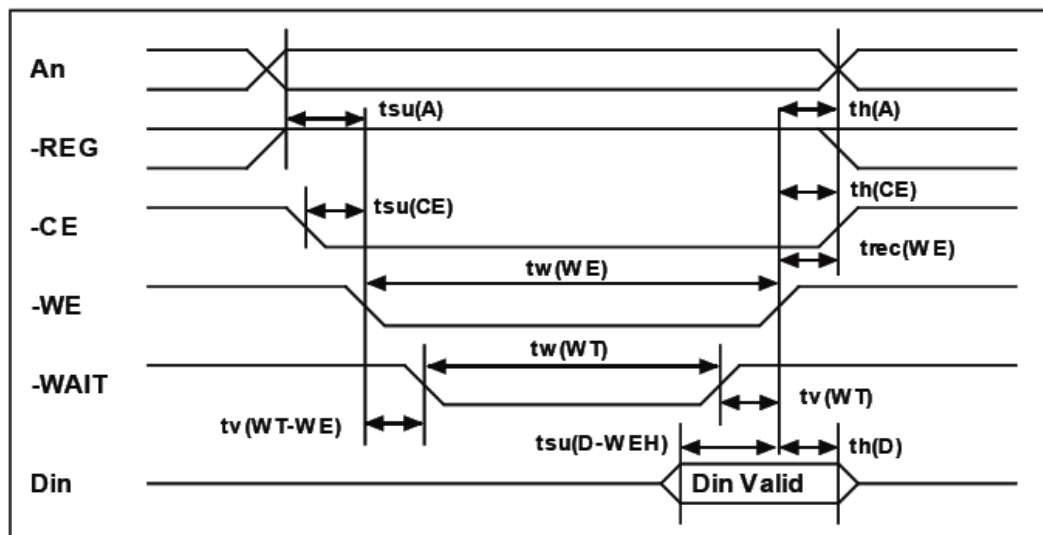 An
tsu(A)
th(A)
-REG
tsu(CE)
th(CE)
-CE
trec(WE)
tw(WE)
-WE
tw(WT)
-WAIT
tv(WT)
tv(WT-WE)
tsu(D-WEH)
th(D)
Din
Din Valid